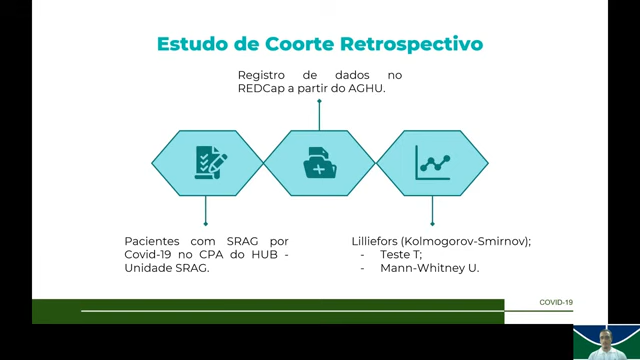 Estudo de Coorte Retrospectivo
Registro de dados no
REDCap a partir do AGHU.
Pacientes com SRAG por
Covid-19 no CPA do HUB -
Unidade SRAG.
Lilliefors (Kolmogorov-Smirnov);
- Teste T;
- Mann-Whitney U.
COVID-19